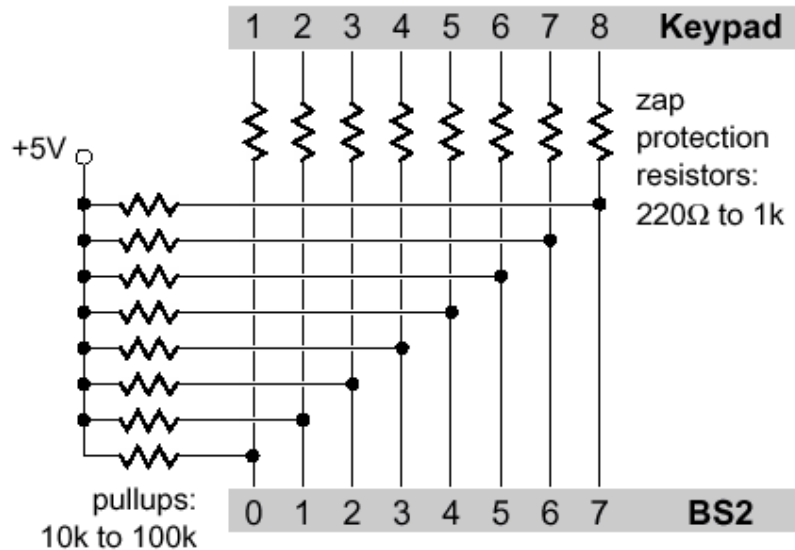 1 2 3 4 5 6 7 8 Keypad
+5V
zap
protection
resistors:
220Ω to 1k
pullups:
10k to 100k
0 1 2 3 4 5 6 7 BS2